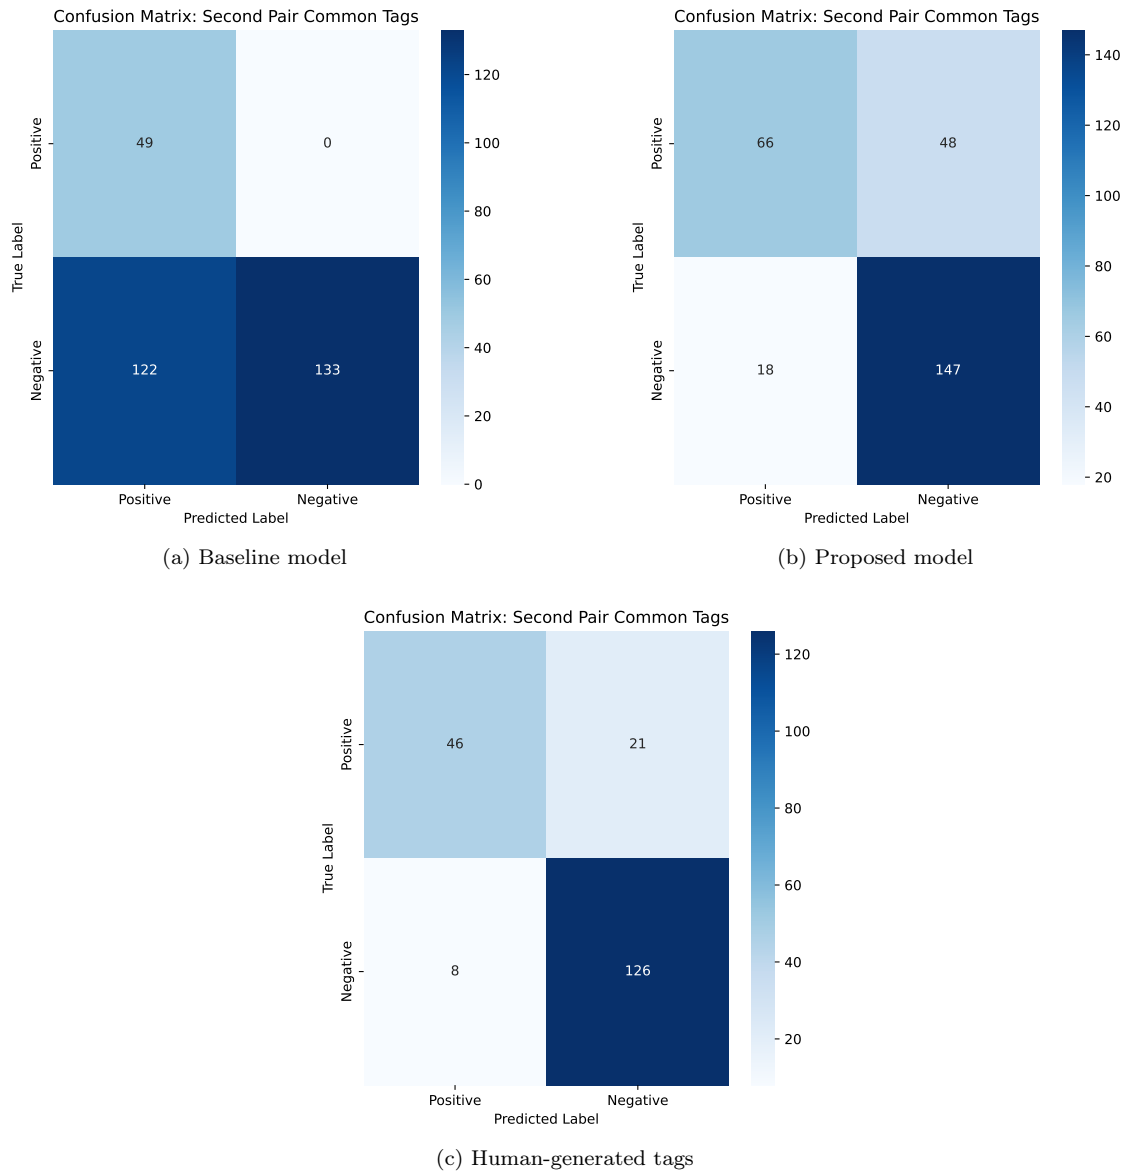 Confusion Matrix: Second Pair Common Tags
Positive
Negative
True Label
49
0
122
133
Positive
Negative
Predicted Label
120
100
80
60
40
20
0
(a) Baseline model
Confusion Matrix: Second Pair Common Tags
Positive
Negative
True Label
66
48
18
147
Positive
Negative
Predicted Label
140
120
100
80
60
40
20
(b) Proposed model
Confusion Matrix: Second Pair Common Tags
Positive
Negative
True Label
46
21
8
126
Positive
Negative
Predicted Label
120
100
80
60
40
20
(c) Human-generated tags